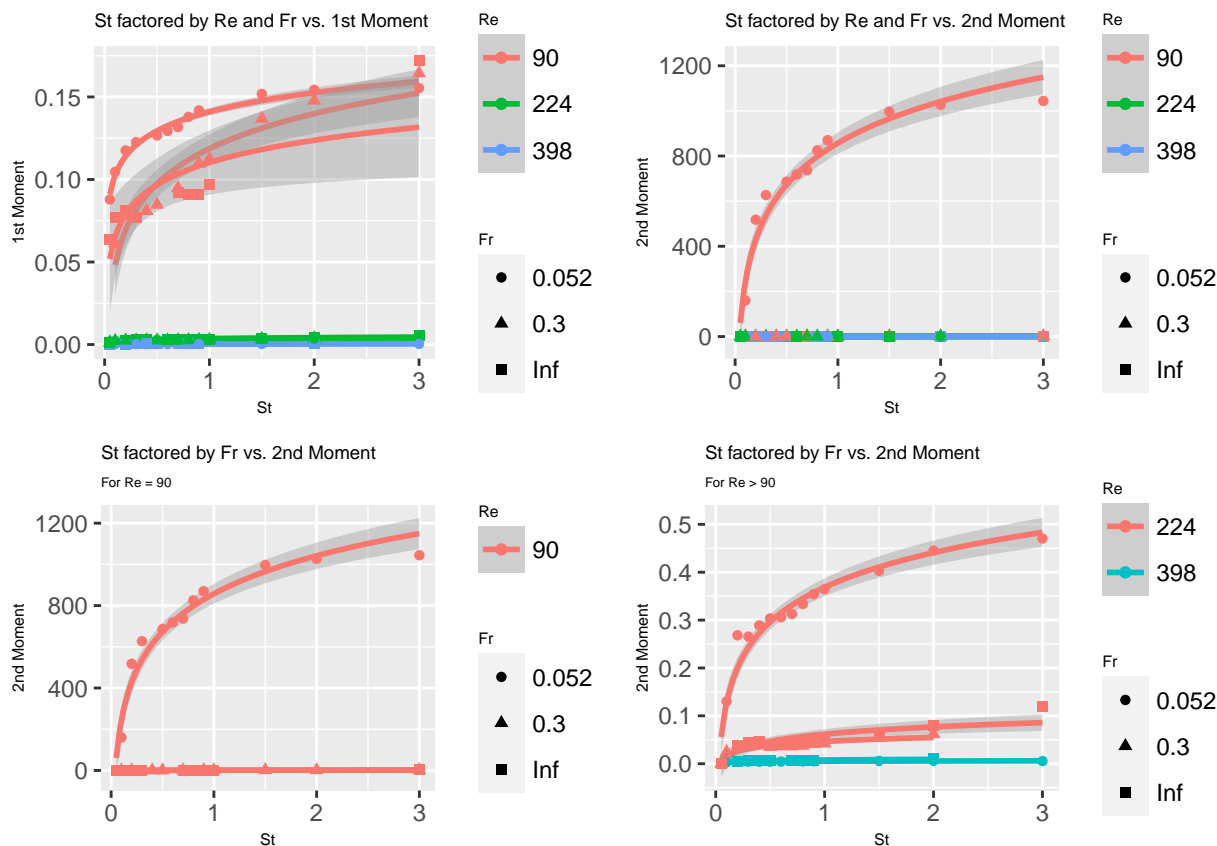 St factored by Re and Fr vs. 1st Moment
1st Moment
0.15
0.10
0.05
0.00
0
1
2
3
St
Re
90
224
398
Fr
0.052
0.3
Inf
St factored by Re and Fr vs. 2nd Moment
2nd Moment
1200
800
400
0
0
1
2
3
St
Re
90
224
398
Fr
0.052
0.3
Inf
St factored by Fr vs. 2nd Moment
For Re = 90
2nd Moment
1200
800
400
0
0
1
2
3
St
Re
90
Fr
0.052
0.3
Inf
St factored by Fr vs. 2nd Moment
For Re > 90
2nd Moment
0.5
0.4
0.3
0.2
0.1
0.0
0
1
2
3
St
Re
224
398
Fr
0.052
0.3
Inf